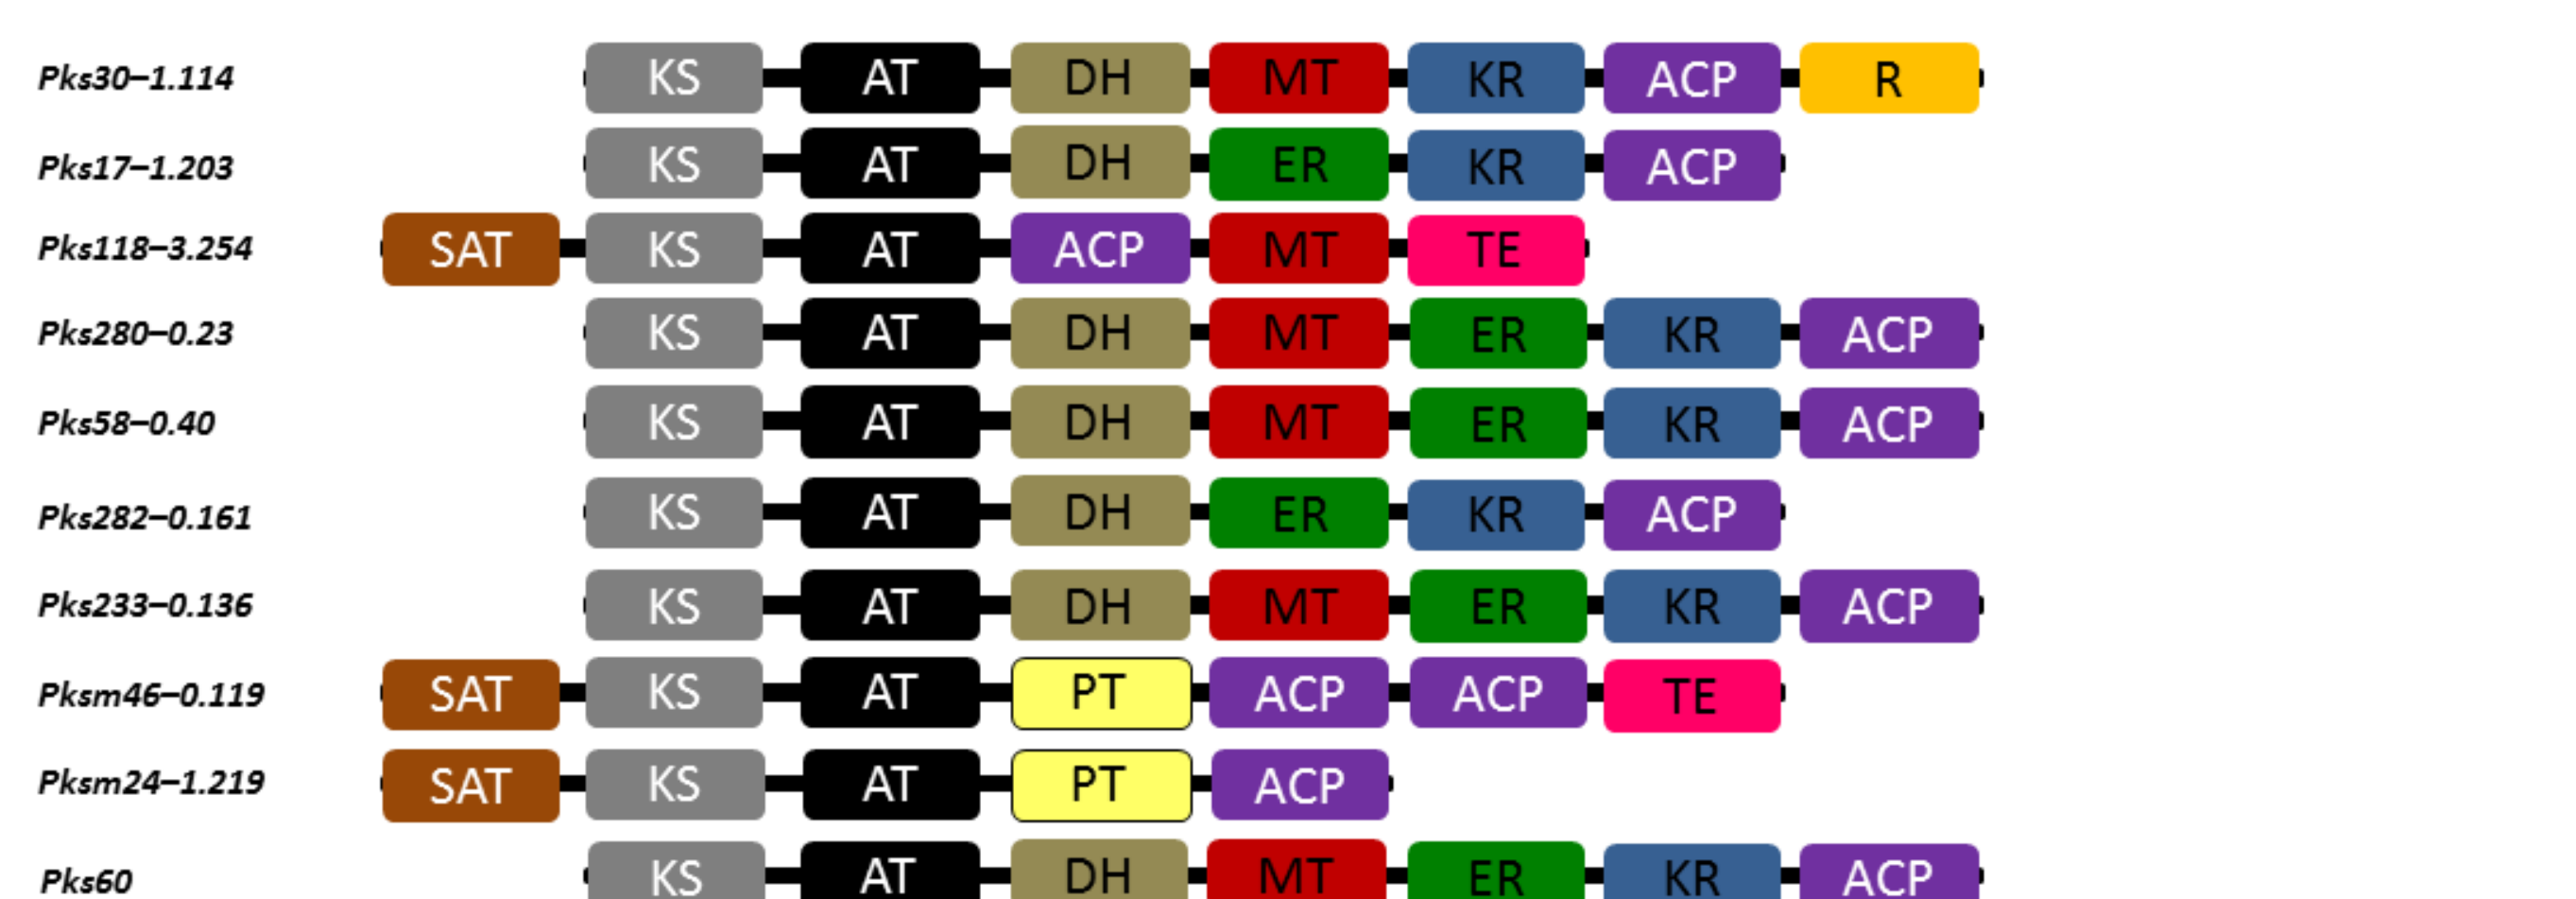 Pks30–1.114 KS AT DH MT KR ACP R
Pks17–1.203 KS AT DH ER KR ACP
Pks118–3.254 SAT KS AT ACP MT TE
Pks280–0.23 KS AT DH MT ER KR ACP
Pks58–0.40 KS AT DH MT ER KR ACP
Pks282–0.161 KS AT DH ER KR ACP
Pks233–0.136 KS AT DH MT ER KR ACP
Pksm46–0.119 SAT KS AT PT ACP ACP TE
Pksm24–1.219 SAT KS AT PT ACP
Pks60 KS AT DH MT ER KR ACP